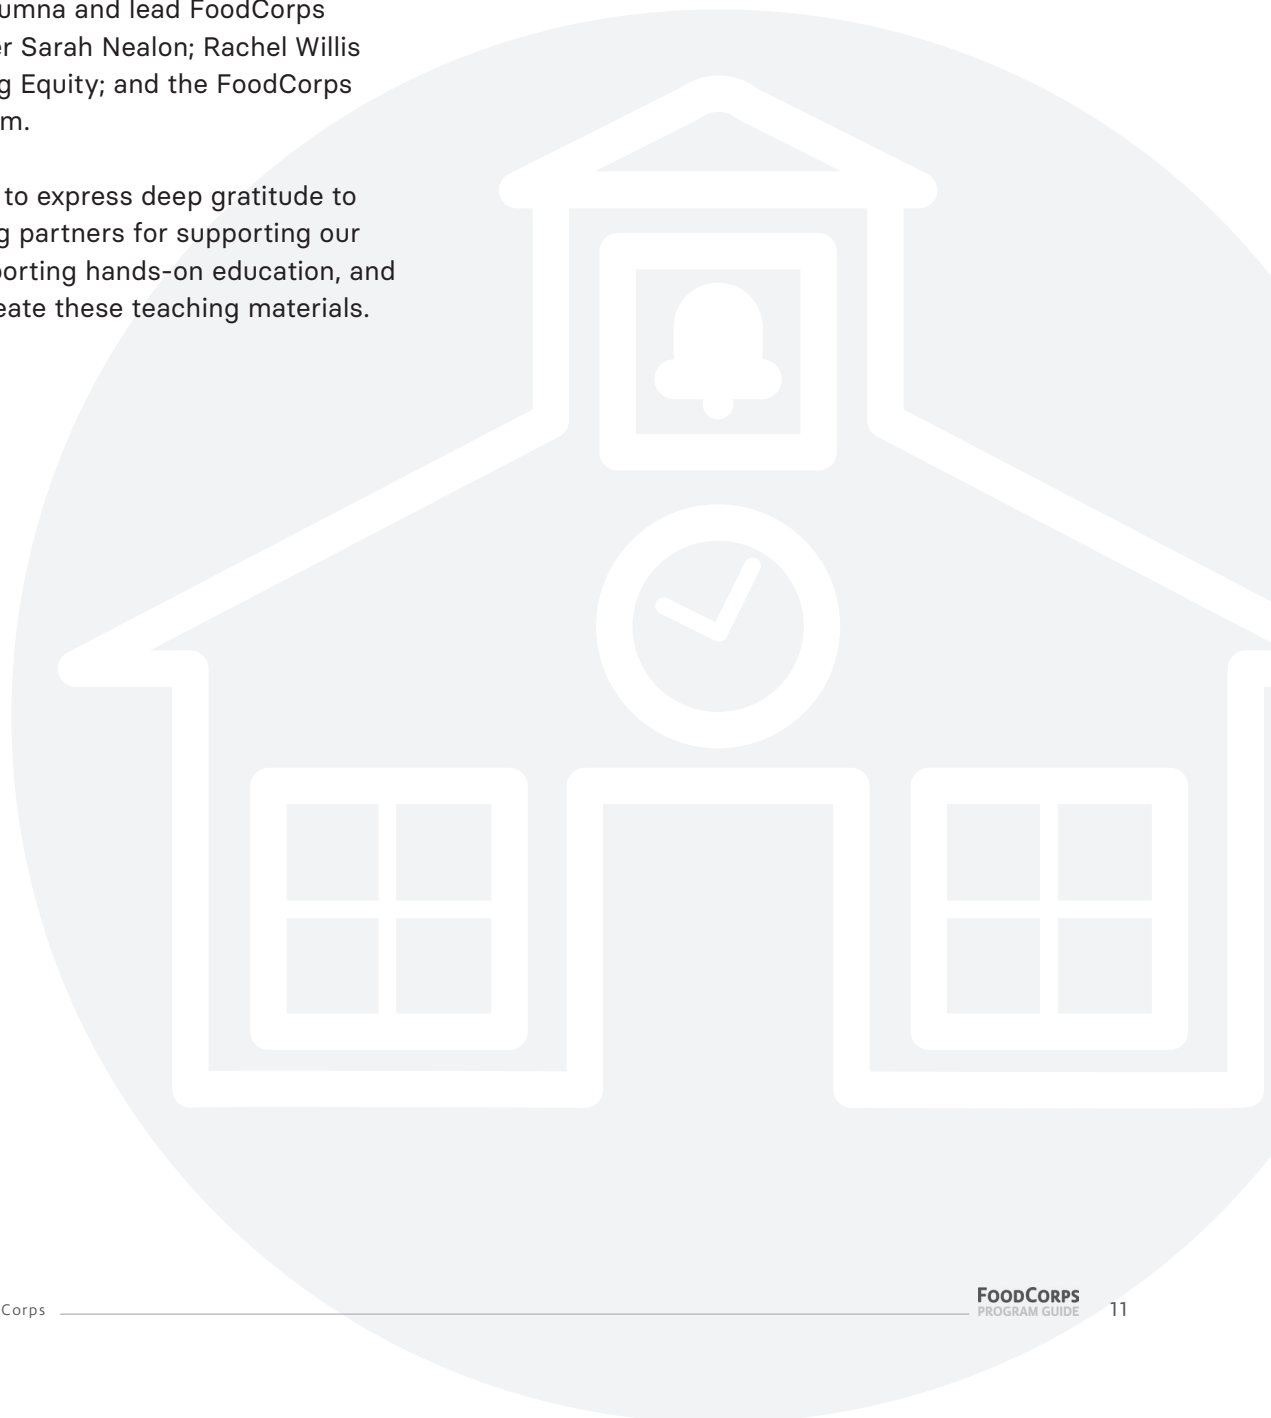 umna and lead FoodCorps
er Sarah Nealon; Rachel Willis
g Equity; and the FoodCorps
m.
to express deep gratitude to
g partners for supporting our
porting hands-on education, and
eate these teaching materials.
Corps
FOODCORPS
PROGRAM GUIDE
11